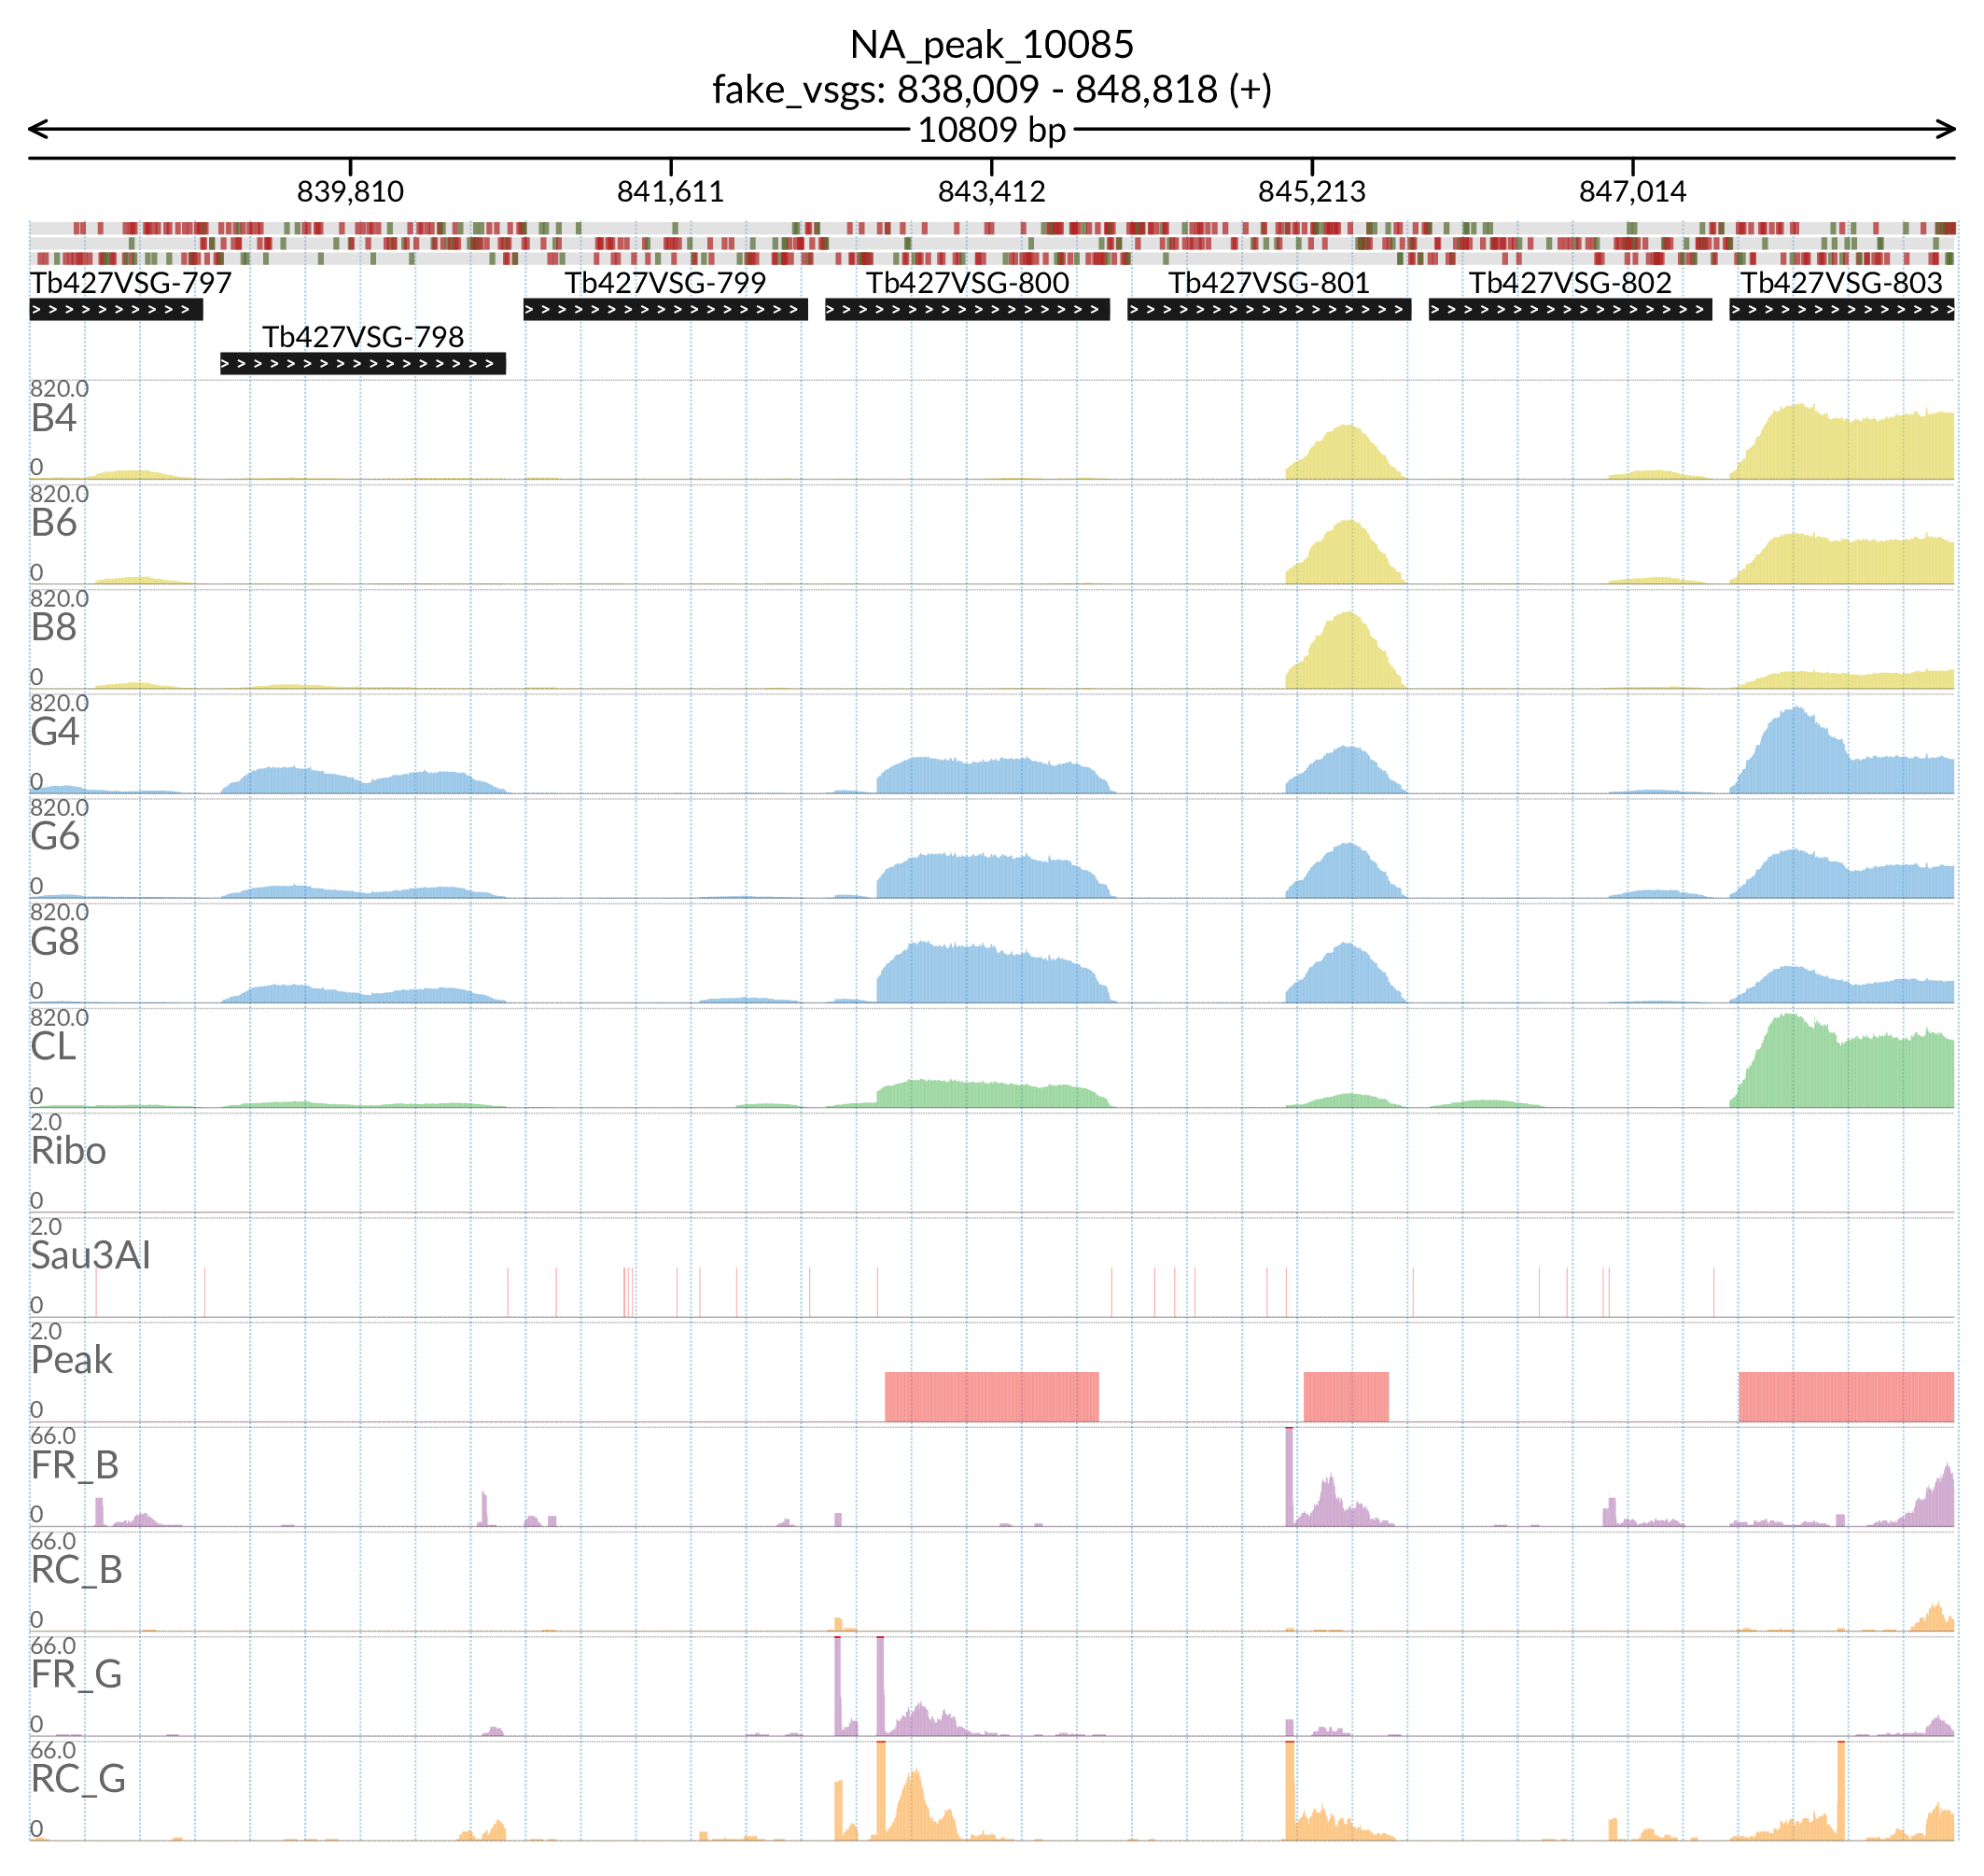 NA_peak_10085
fake_vsgs: 838,009 - 848,818 (+)
10809 bp
839,810 841,611 843,412 845,213 847,014
Tb427VSG-797 Tb427VSG-799 Tb427VSG-800 Tb427VSG-801 Tb427VSG-802 Tb427VSG-803
Tb427VSG-798
820.0
B4
0
820.0
B6
0
820.0
B8
0
820.0
G4
0
820.0
G6
0
820.0
G8
0
820.0
CL
0
2.0
Ribo
0
2.0
Sau3AI
0
2.0
Peak
0
66.0
FR_B
0
66.0
RC_B
0
66.0
FR_G
0
66.0
RC_G
0